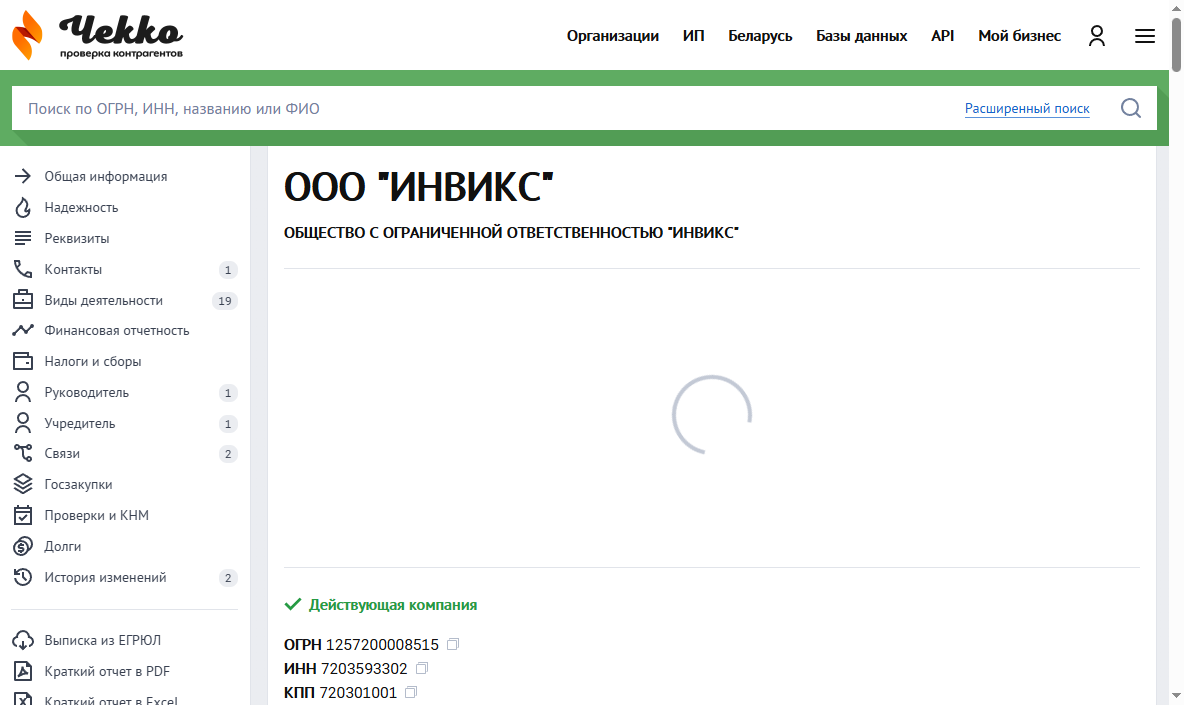 Чекко
проверка контрагентов
Организации ИП Беларусь Базы данных API Мой бизнес
Поиск по ОГРН, ИНН, названию или ФИО
Расширенный поиск
Общая информация
Надежность
Реквизиты
Контакты 1
Виды деятельности 19
Финансовая отчетность
Налоги и сборы
Руководитель 1
Учредитель 1
Связи 2
Госзакупки
Проверки и КНМ
Долги
История изменений 2
Выписка из ЕГРЮЛ
Краткий отчет в PDF
Краткий отчет в Excel
ООО "ИНВИКС"
ОБЩЕСТВО С ОГРАНИЧЕННОЙ ОТВЕТСТВЕННОСТЬЮ "ИНВИКС"
Действующая компания
ОГРН 1257200008515
ИНН 7203593302
КПП 720301001